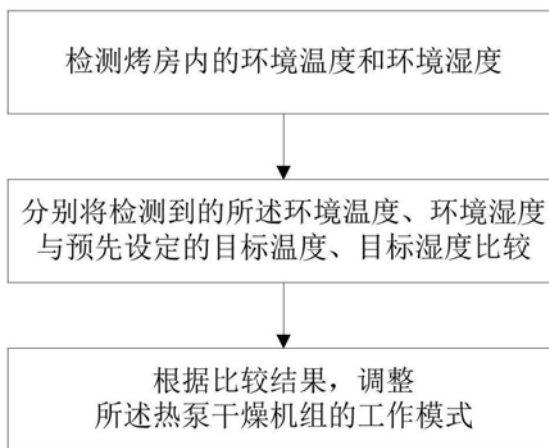 检测烤房内的环境温度和环境湿度
分别将检测到的所述环境温度、环境湿度
与预先设定的目标温度、目标湿度比较
根据比较结果，调整
所述热泵干燥机组的工作模式